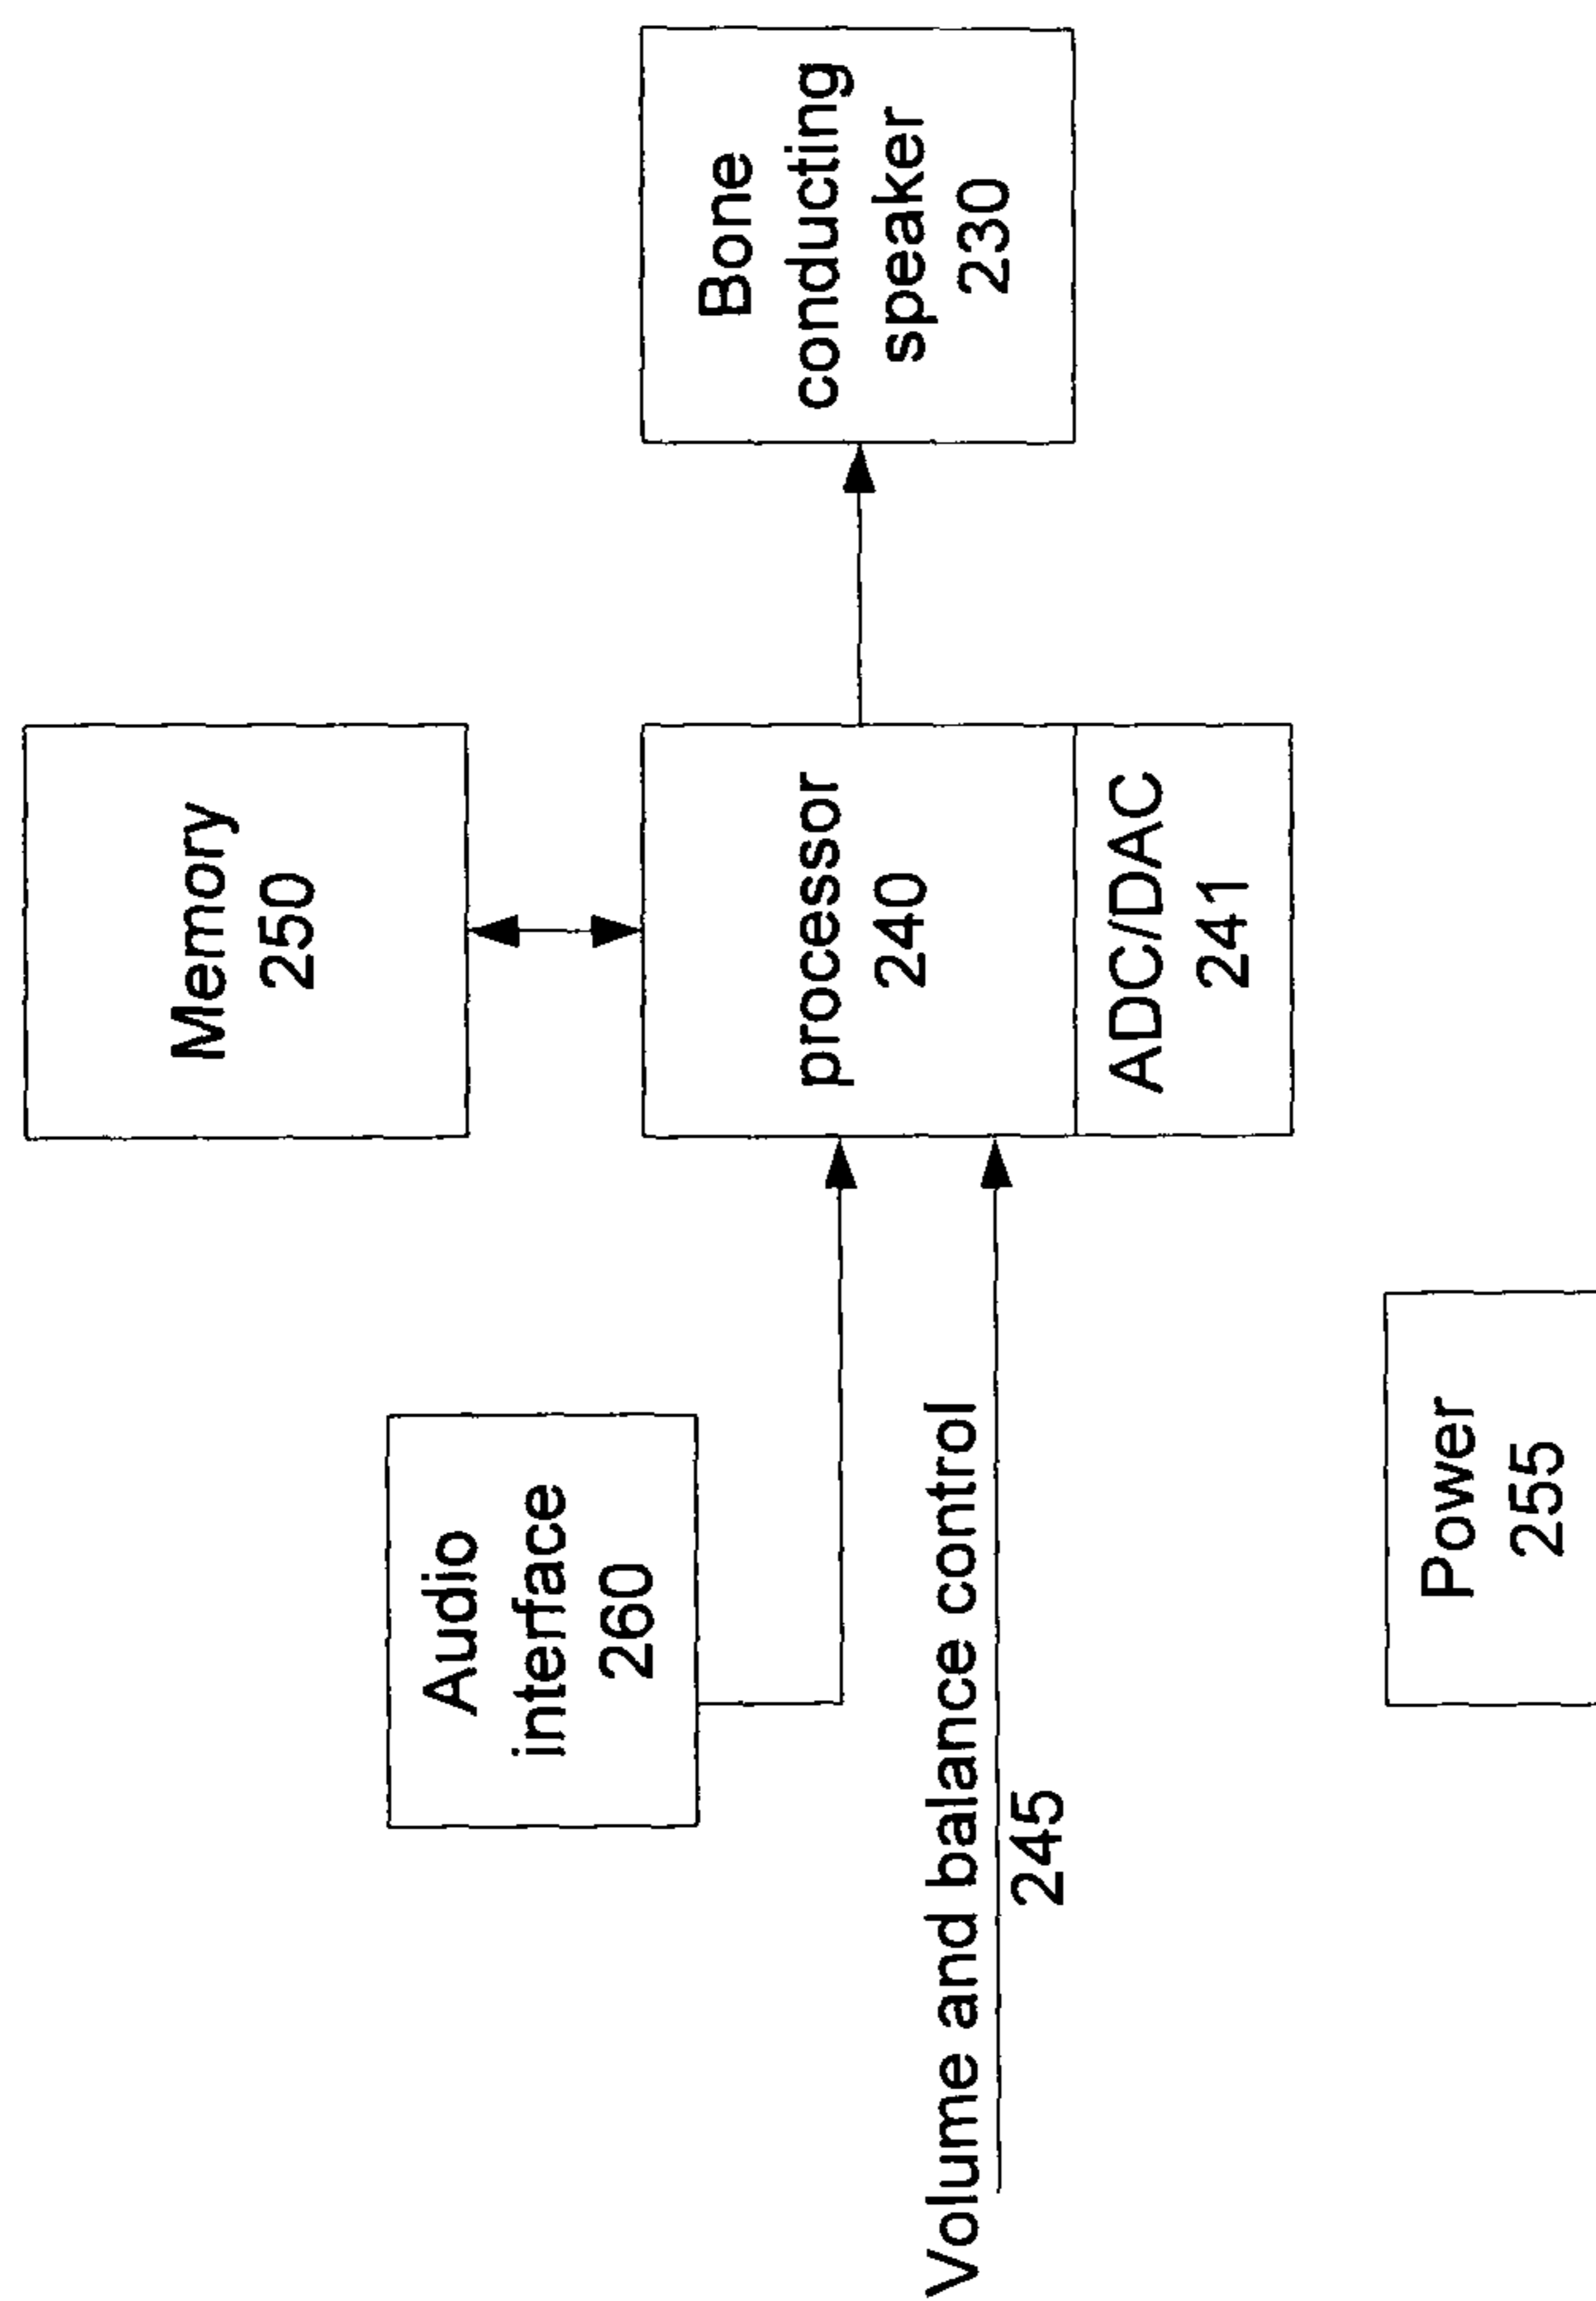 Memory
250
Audio
interface
260
processor
240
Bone
conducting
speaker
230
Volume and balance control
245
ADC/DAC
241
Power
255